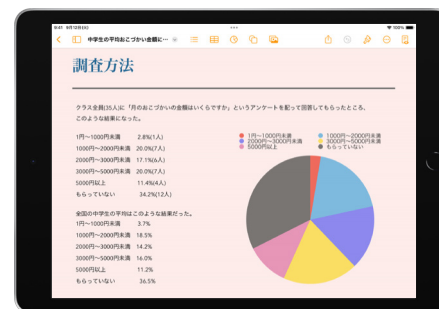 9:41 9月12日(火)
100%
中学生の平均おこづかい金額に…
調査方法
クラス全員(35人)に「月のおこづかいの金額はいくらですか」というアンケートを配って回答してもらったところ、
このような結果になった。
1円〜1000円未満 2.8%(1人)
1000円〜2000円未満 20.0%(7人)
2000円〜3000円未満 17.1%(6人)
3000円〜5000円未満 20.0%(7人)
5000円以上 11.4%(4人)
もらっていない 34.2%(12人)
全国の中学生の平均はこのような結果だった。
1円〜1000円未満 3.7%
1000円〜2000円未満 18.5%
2000円〜3000円未満 14.2%
3000円〜5000円未満 16.0%
5000円以上 11.2%
もらっていない 36.5%
1円〜1000円未満
1000円〜2000円未満
2000円〜3000円未満
3000円〜5000円未満
5000円以上
もらっていない